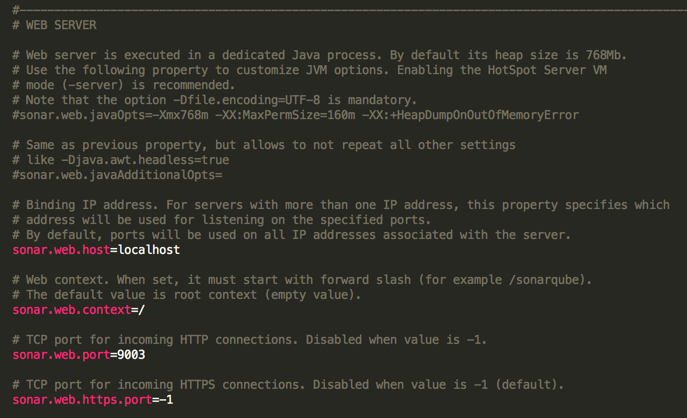 #--------------------------------------------------------------------------------------------------
# WEB SERVER
# Web server is executed in a dedicated Java process. By default its heap size is 768Mb.
# Use the following property to customize JVM options. Enabling the HotSpot Server VM
# mode (-server) is recommended.
# Note that the option -Dfile.encoding=UTF-8 is mandatory.
#sonar.web.javaOpts=-Xmx768m -XX:MaxPermSize=160m -XX:+HeapDumpOnOutOfMemoryError
# Same as previous property, but allows to not repeat all other settings
# like -Djava.awt.headless=true
#sonar.web.javaAdditionalOpts=
# Binding IP address. For servers with more than one IP address, this property specifies which
# address will be used for listening on the specified ports.
# By default, ports will be used on all IP addresses associated with the server.
sonar.web.host=localhost
# Web context. When set, it must start with forward slash (for example /sonarqube).
# The default value is root context (empty value).
sonar.web.context=/
# TCP port for incoming HTTP connections. Disabled when value is -1.
sonar.web.port=9003
# TCP port for incoming HTTPS connections. Disabled when value is -1 (default).
sonar.web.https.port=-1